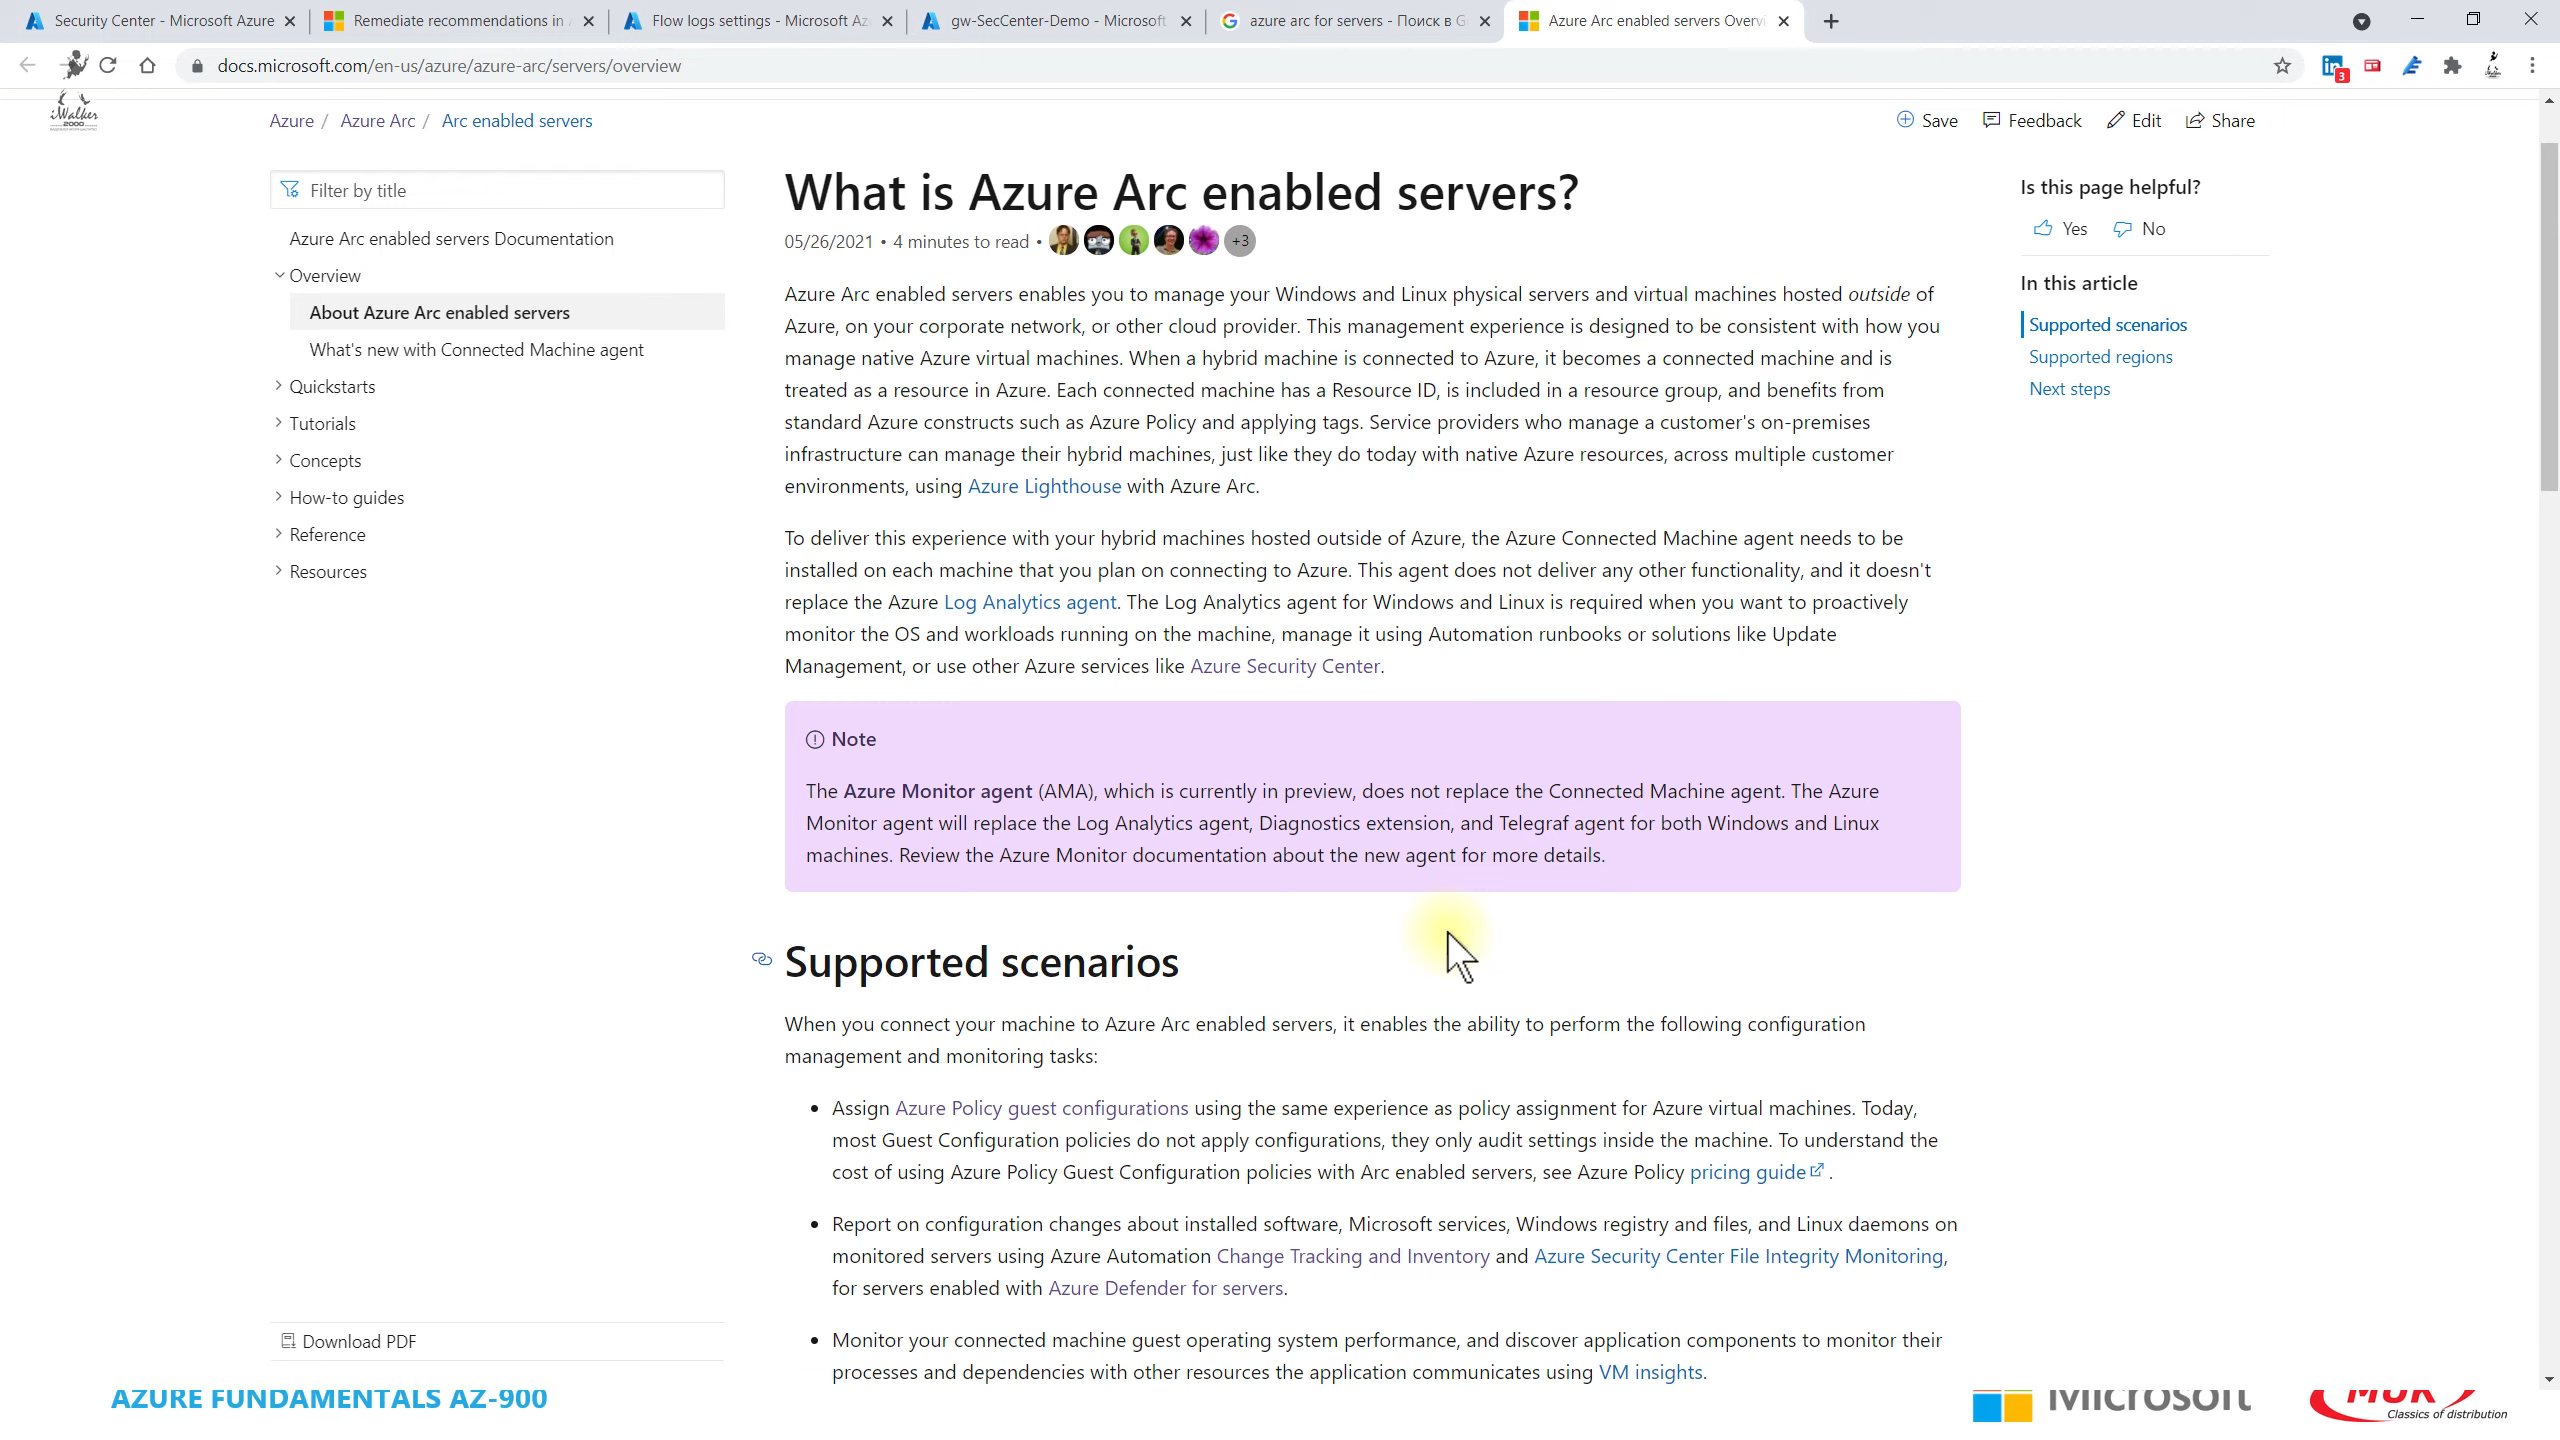 Security Center - Microsoft Azure
Remediate recommendations in
Flow logs settings - Microsoft Az
gw-SecCenter-Demo - Microsoft
azure arc for servers - Поиск в G
Azure Arc enabled servers Overvi
docs.microsoft.com/en-us/azure/azure-arc/servers/overview
3
iWalker
2000
Azure / Azure Arc / Arc enabled servers
Save Feedback Edit Share
Filter by title
Azure Arc enabled servers Documentation
Overview
About Azure Arc enabled servers
What's new with Connected Machine agent
Quickstarts
Tutorials
Concepts
How-to guides
Reference
Resources
Download PDF
What is Azure Arc enabled servers?
05/26/2021 • 4 minutes to read • +3
Azure Arc enabled servers enables you to manage your Windows and Linux physical servers and virtual machines hosted outside of
Azure, on your corporate network, or other cloud provider. This management experience is designed to be consistent with how you
manage native Azure virtual machines. When a hybrid machine is connected to Azure, it becomes a connected machine and is
treated as a resource in Azure. Each connected machine has a Resource ID, is included in a resource group, and benefits from
standard Azure constructs such as Azure Policy and applying tags. Service providers who manage a customer's on-premises
infrastructure can manage their hybrid machines, just like they do today with native Azure resources, across multiple customer
environments, using Azure Lighthouse with Azure Arc.
To deliver this experience with your hybrid machines hosted outside of Azure, the Azure Connected Machine agent needs to be
installed on each machine that you plan on connecting to Azure. This agent does not deliver any other functionality, and it doesn't
replace the Azure Log Analytics agent. The Log Analytics agent for Windows and Linux is required when you want to proactively
monitor the OS and workloads running on the machine, manage it using Automation runbooks or solutions like Update
Management, or use other Azure services like Azure Security Center.
Note
The Azure Monitor agent (AMA), which is currently in preview, does not replace the Connected Machine agent. The Azure
Monitor agent will replace the Log Analytics agent, Diagnostics extension, and Telegraf agent for both Windows and Linux
machines. Review the Azure Monitor documentation about the new agent for more details.
Supported scenarios
When you connect your machine to Azure Arc enabled servers, it enables the ability to perform the following configuration
management and monitoring tasks:
• Assign Azure Policy guest configurations using the same experience as policy assignment for Azure virtual machines. Today,
most Guest Configuration policies do not apply configurations, they only audit settings inside the machine. To understand the
cost of using Azure Policy Guest Configuration policies with Arc enabled servers, see Azure Policy pricing guide .
• Report on configuration changes about installed software, Microsoft services, Windows registry and files, and Linux daemons on
monitored servers using Azure Automation Change Tracking and Inventory and Azure Security Center File Integrity Monitoring,
for servers enabled with Azure Defender for servers.
• Monitor your connected machine guest operating system performance, and discover application components to monitor their
processes and dependencies with other resources the application communicates using VM insights.
Is this page helpful?
Yes No
In this article
Supported scenarios
Supported regions
Next steps
AZURE FUNDAMENTALS AZ-900
Microsoft
MUK
Classics of distribution